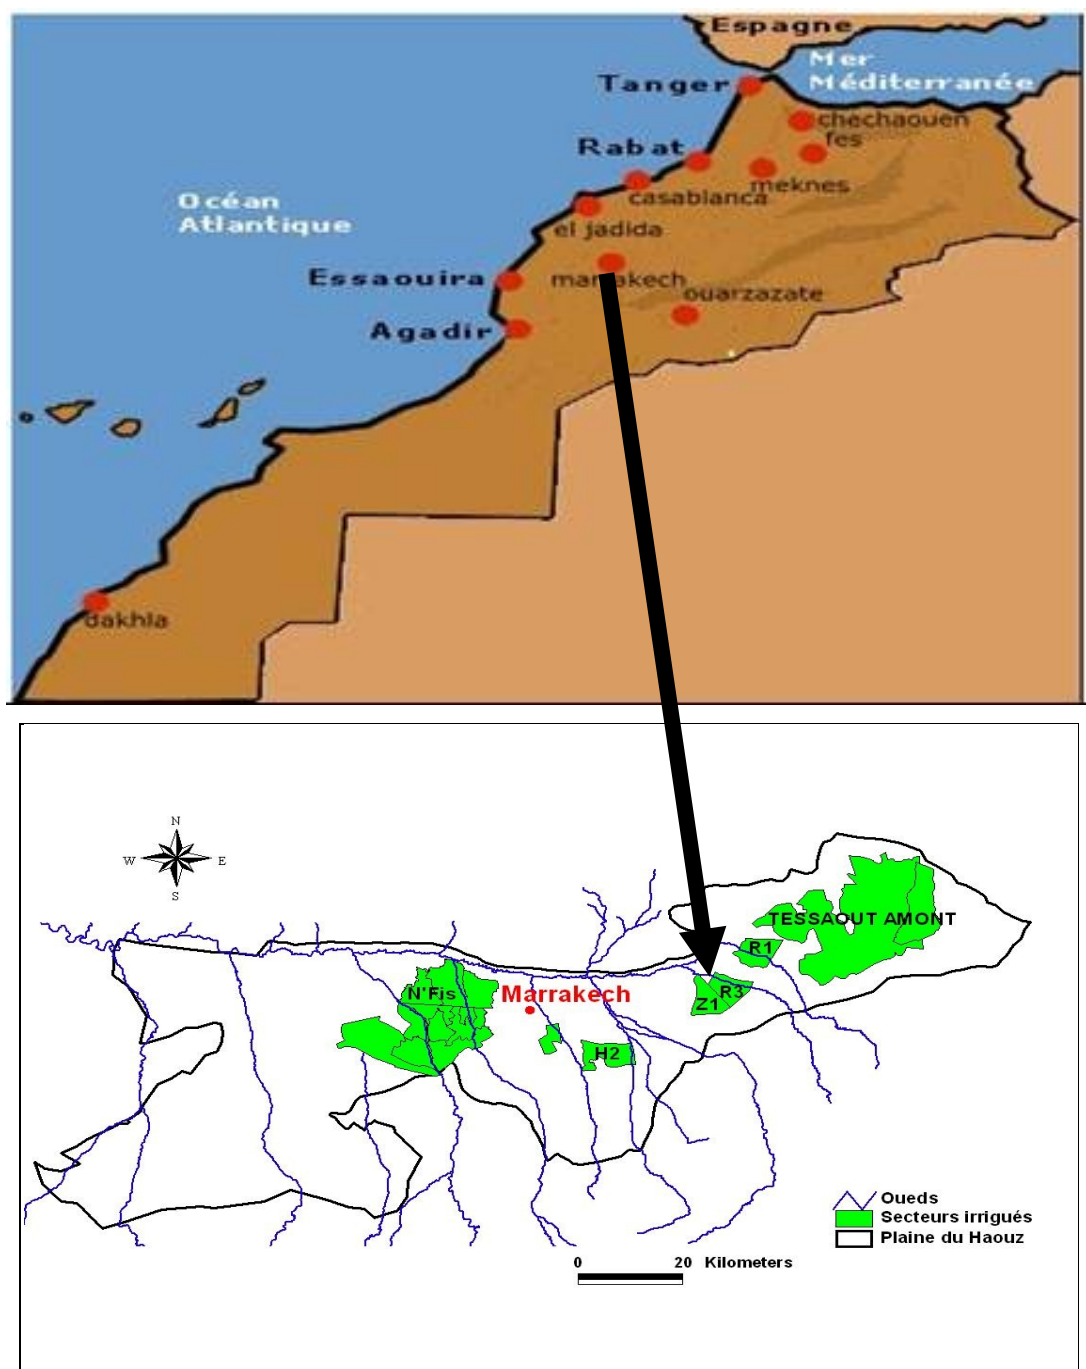 Espagne
Mer
Méditerranée
Tanger
chechaouen
fes
Rabat
meknes
casablanca
Océan
Atlantique
el jadida
Essaouira
marrakech
ouarzazate
Agadir
dakhla
N
W
E
S
TESSAOUT AMONT
R1
N'Fis
Marrakech
R3
Z1
H2
Oueds
Secteurs irrigués
Plaine du Haouz
0
20 Kilometers